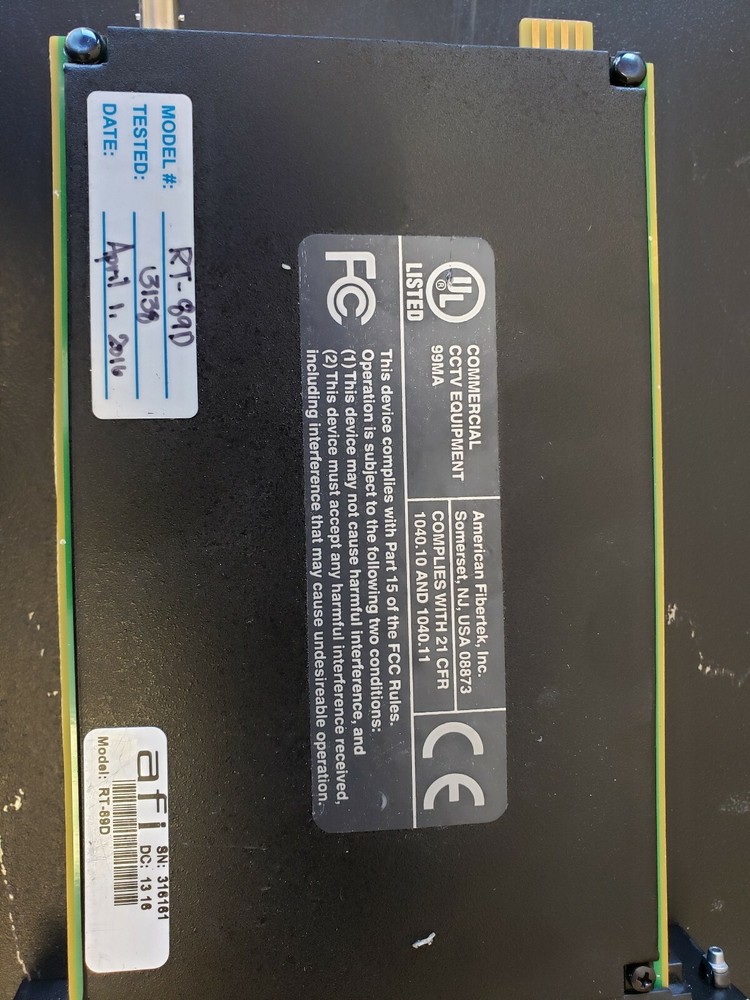 MODEL #: RT-89D
TESTED: 13138
DATE: April 1, 2016
UL
®
LISTED
COMMERCIAL
CCTV EQUIPMENT
99MA
American Fibertek, Inc.
Somerset, NJ, USA 08873
COMPLIES WITH 21 CFR
1040.10 AND 1040.11
CE
FC
This device complies with Part 15 of the FCC Rules.
Operation is subject to the following two conditions:
(1) This device may not cause harmful interference, and
(2) This device must accept any harmful interference received,
including interference that may cause undesireable operation.
afi
SN: 316161
DC: 13 16
Model: RT-89D